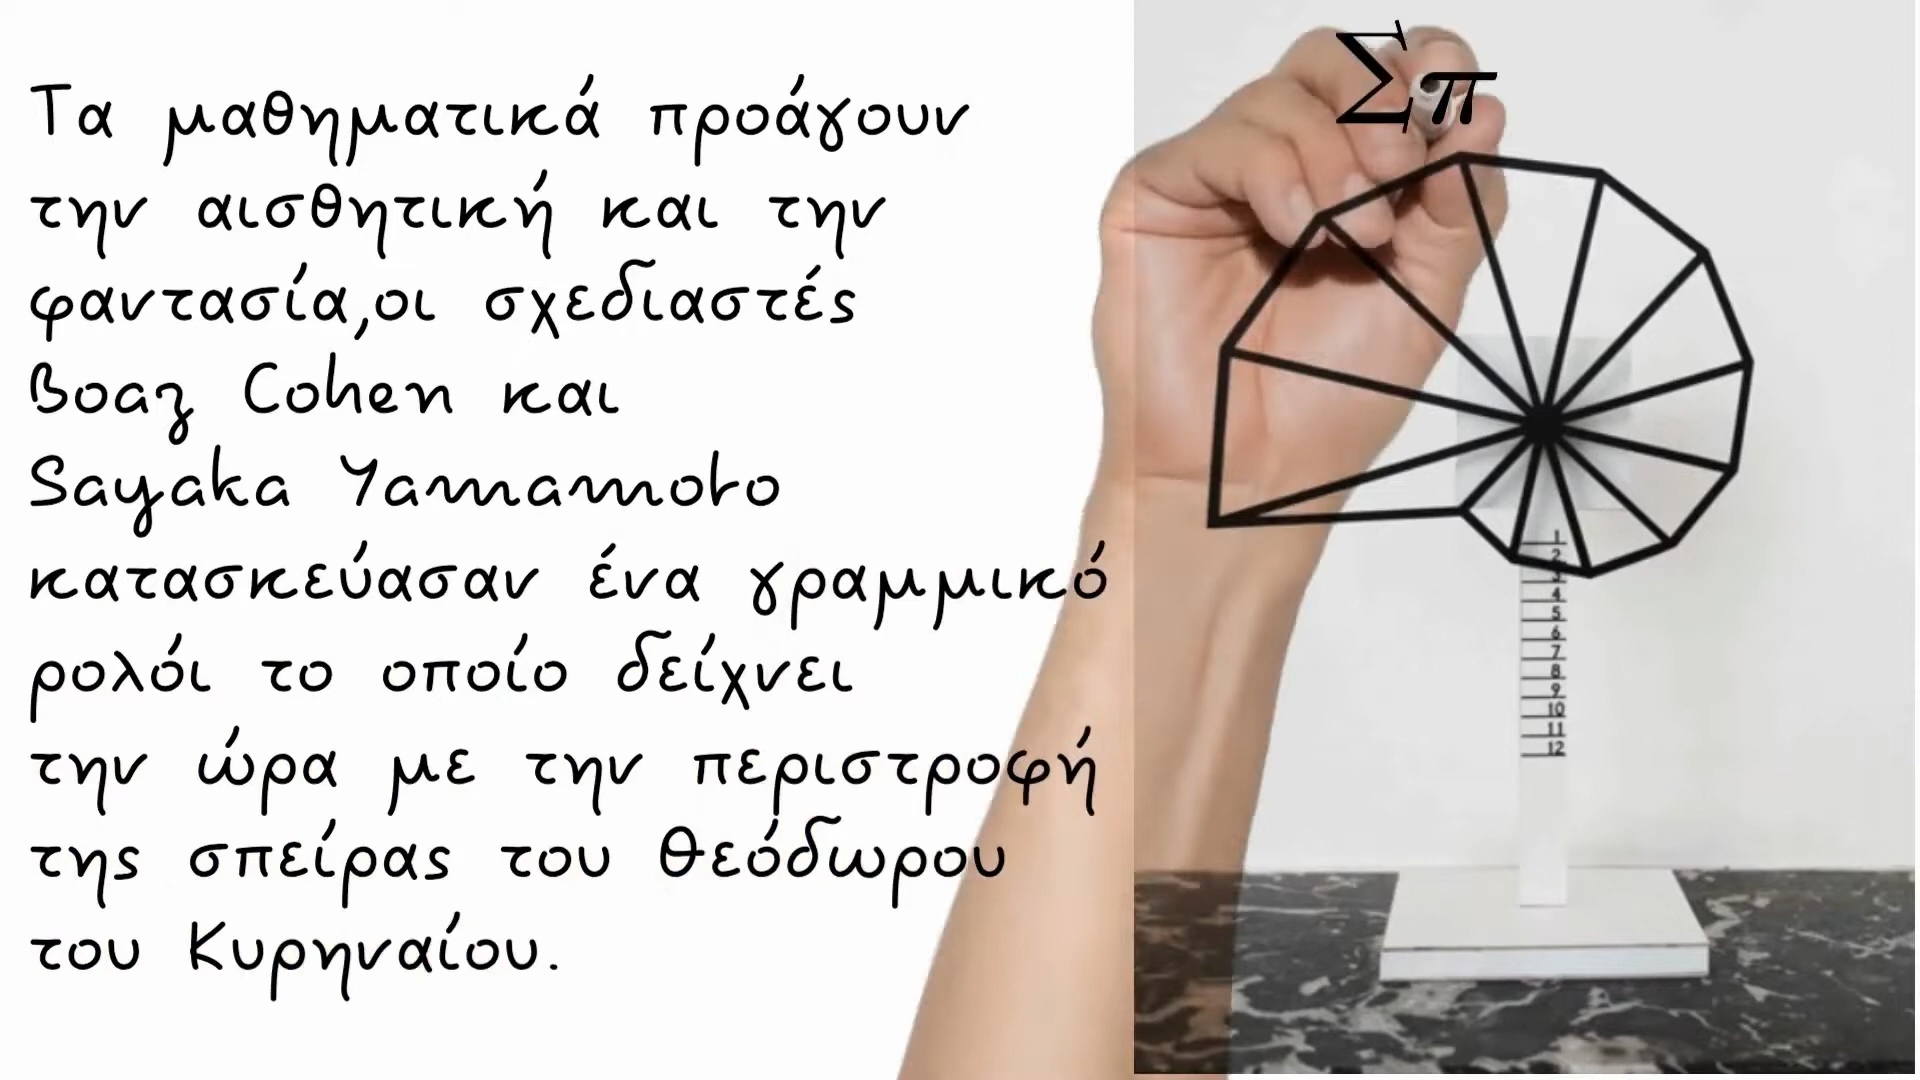 Τα μαθηματικά προάγουν
την αισθητική και την
φαντασία,οι σχεδιαστές
Boaz Cohen και
Sayaka Yamamoto
κατασκεύασαν ένα γραμμικό
ρολόι το οποίο δείχνει
την ώρα με την περιστροφή
της σπείρας του Θεόδωρου
του Κυρηναίου.
Σπ
1
2
3
4
5
6
7
8
9
10
11
12